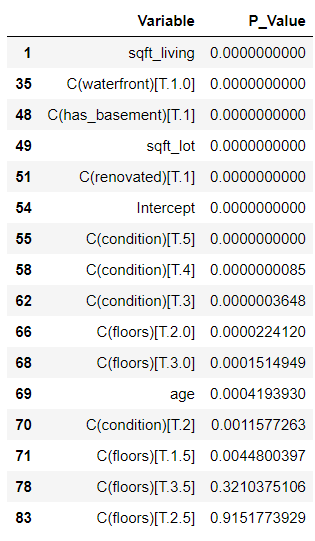 Variable P_Value
1 sqft_living 0.0000000000
35 C(waterfront)[T.1.0] 0.0000000000
48 C(has_basement)[T.1] 0.0000000000
49 sqft_lot 0.0000000000
51 C(renovated)[T.1] 0.0000000000
54 Intercept 0.0000000000
55 C(condition)[T.5] 0.0000000000
58 C(condition)[T.4] 0.0000000085
62 C(condition)[T.3] 0.0000003648
66 C(floors)[T.2.0] 0.0000224120
68 C(floors)[T.3.0] 0.0001514949
69 age 0.0004193930
70 C(condition)[T.2] 0.0011577263
71 C(floors)[T.1.5] 0.0044800397
78 C(floors)[T.3.5] 0.3210375106
83 C(floors)[T.2.5] 0.9151773929